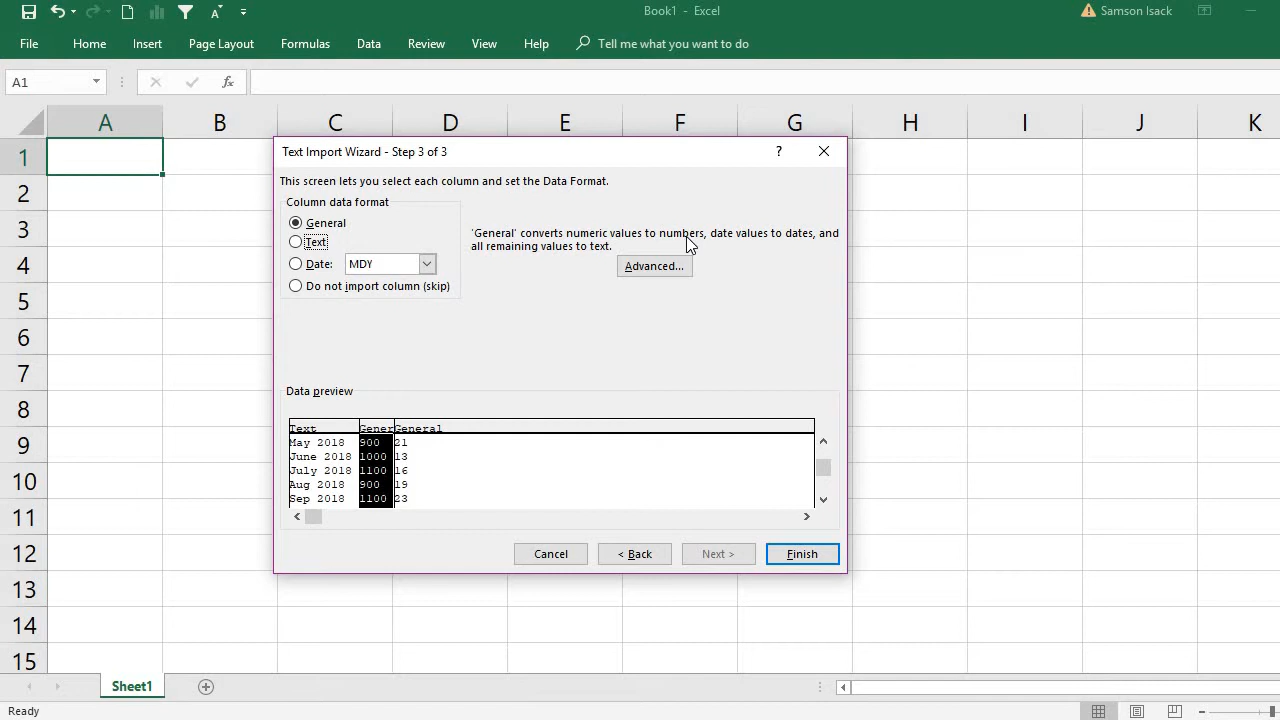 Book1 - Excel
Samson Isack
File Home Insert Page Layout Formulas Data Review View Help Tell me what you want to do
A1
fx
A B C D E F G H I J K
1
2
3
4
5
6
7
8
9
10
11
12
13
14
15
Text Import Wizard - Step 3 of 3
?
This screen lets you select each column and set the Data Format.
Column data format
General
Text
Date: MDY
Do not import column (skip)
'General' converts numeric values to numbers, date values to dates, and
all remaining values to text.
Advanced...
Data preview
Text GenerGeneral
May 2018 900 21
June 2018 1000 13
July 2018 1100 16
Aug 2018 900 19
Sep 2018 1100 23
Cancel < Back Next > Finish
Sheet1
Ready